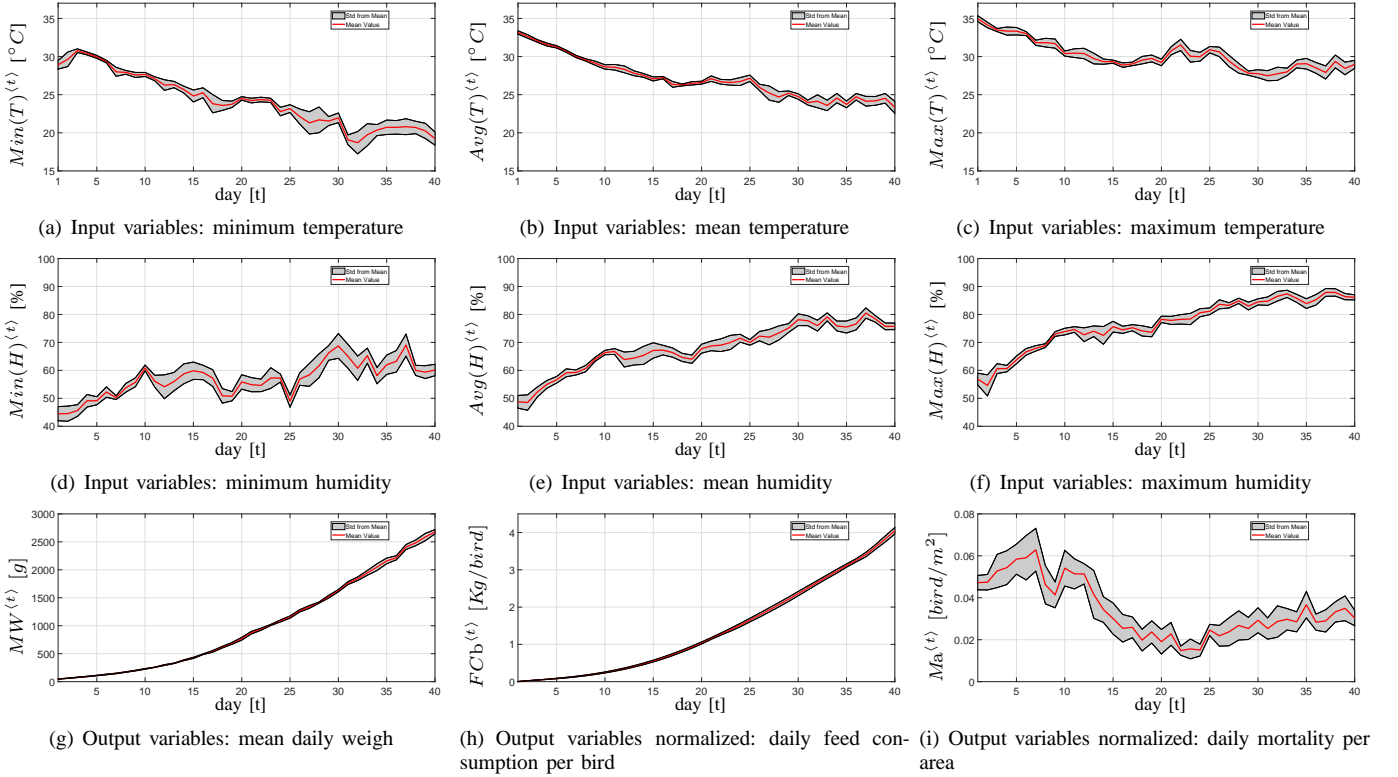 Min(T)⟨t⟩ [°C]
35
30
25
20
15
Std from Mean
Mean Value
1 5 10 15 20 25 30 35 40
day [t]
(a) Input variables: minimum temperature
Avg(T)⟨t⟩ [°C]
35
30
25
20
15
Std from Mean
Mean Value
1 5 10 15 20 25 30 35 40
day [t]
(b) Input variables: mean temperature
Max(T)⟨t⟩ [°C]
35
30
25
20
15
Std from Mean
Mean Value
1 5 10 15 20 25 30 35 40
day [t]
(c) Input variables: maximum temperature
Min(H)⟨t⟩ [%]
100
90
80
70
60
50
40
Std from Mean
Mean Value
5 10 15 20 25 30 35 40
day [t]
(d) Input variables: minimum humidity
Avg(H)⟨t⟩ [%]
100
90
80
70
60
50
40
Std from Mean
Mean Value
5 10 15 20 25 30 35 40
day [t]
(e) Input variables: mean humidity
Max(H)⟨t⟩ [%]
100
90
80
70
60
50
40
Std from Mean
Mean Value
5 10 15 20 25 30 35 40
day [t]
(f) Input variables: maximum humidity
MW⟨t⟩ [g]
3000
2500
2000
1500
1000
500
0
Std from Mean
Mean Value
5 10 15 20 25 30 35 40
day [t]
(g) Output variables: mean daily weigh
FCb⟨t⟩ [Kg/bird]
4
3
2
1
0
Std from Mean
Mean Value
5 10 15 20 25 30 35 40
day [t]
(h) Output variables normalized: daily feed con-
sumption per bird
Ma⟨t⟩ [bird/m²]
0.08
0.06
0.04
0.02
0
Std from Mean
Mean Value
5 10 15 20 25 30 35 40
day [t]
(i) Output variables normalized: daily mortality per
area